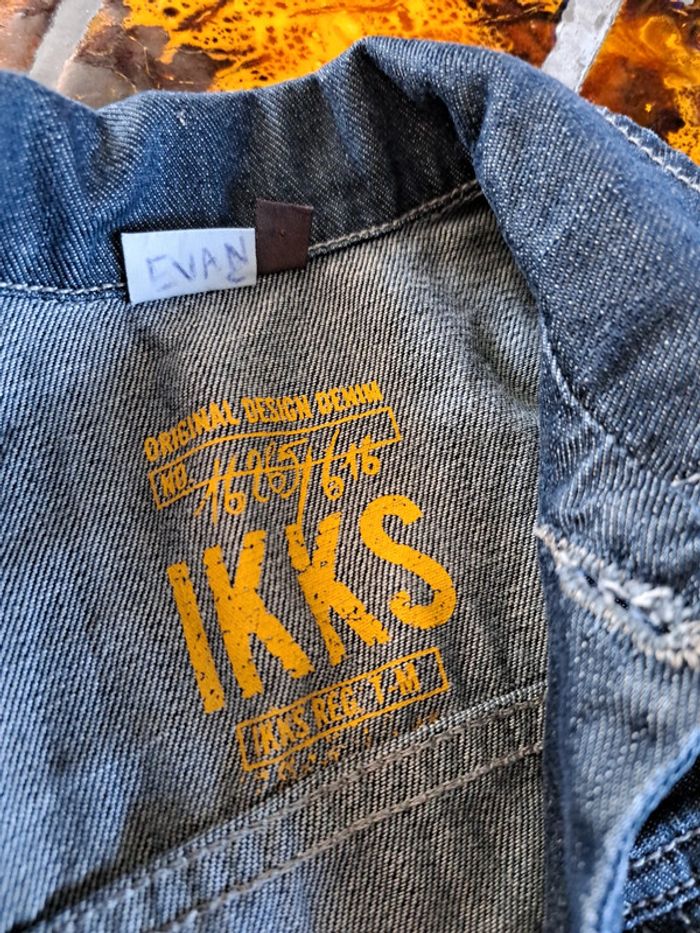 EVAN
ORIGINAL DESIGN DENIM
NO
IKKS
IKKS REG. T-M